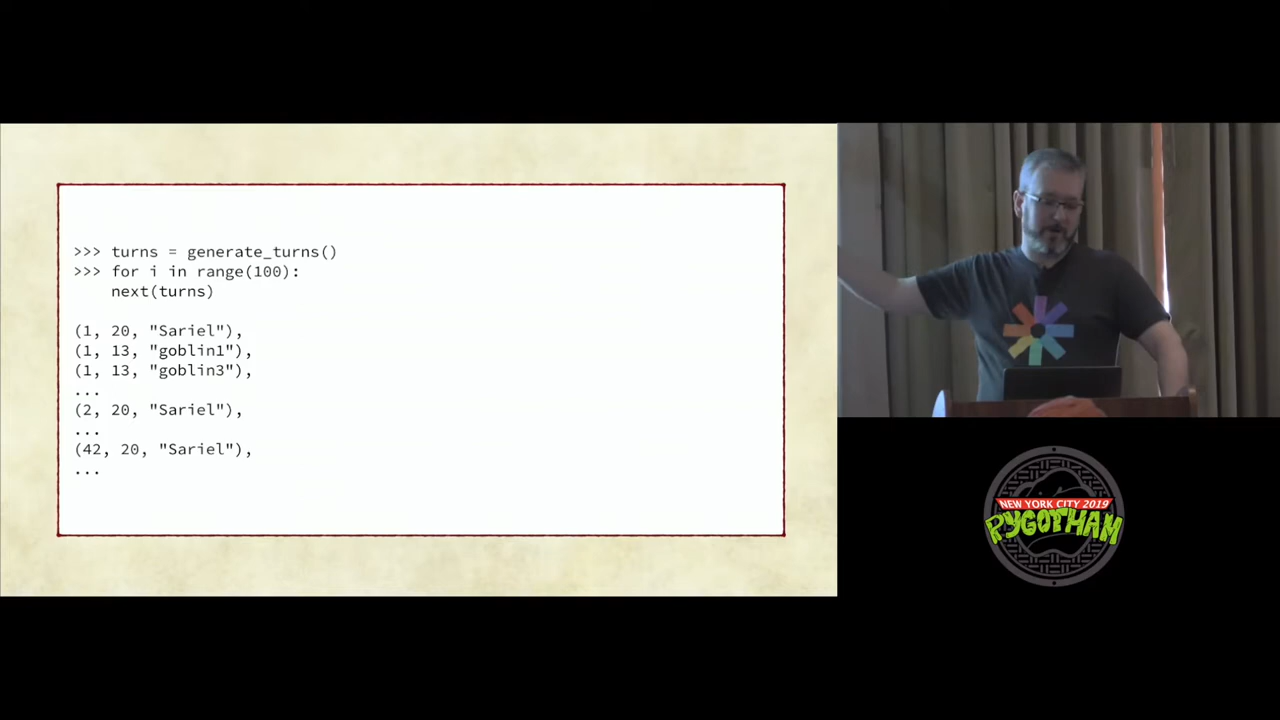 >>> turns = generate_turns()
>>> for i in range(100):
    next(turns)
(1, 20, "Sariel"),
(1, 13, "goblin1"),
(1, 13, "goblin3"),
...
(2, 20, "Sariel"),
...
(42, 20, "Sariel"),
...
NEW YORK CITY 2019
PYGOTHAM